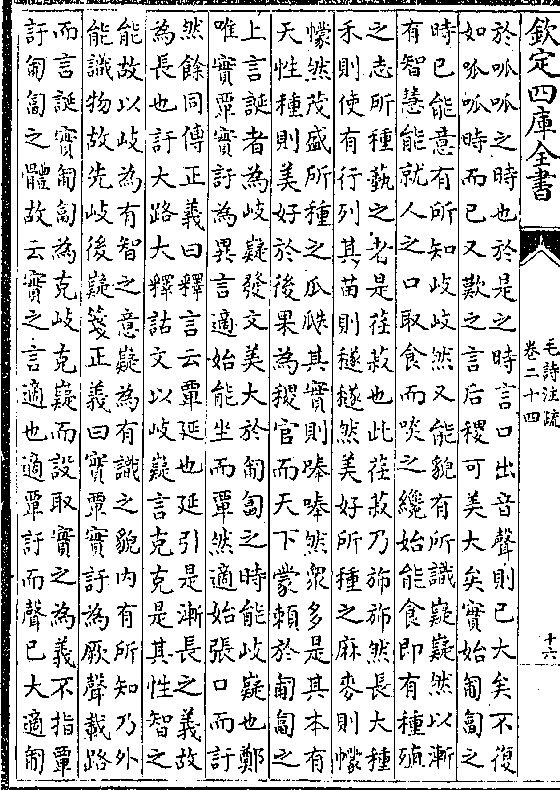 欽定四庫全書
毛詩注疏
卷二十四
十六
於呱呱之時也於是之時言口出音聲則已大矣不復
如呱呱時而已又歎之言后稷可美大矣實始匍匐之
時已能意有所知岐岐然又能貌有所識嶷嶷然以漸
有智慧能就人之口取食而啖之纔始能食即有種殖
之志所種藝之者是荏菽也此荏菽乃斾斾然長大種
禾則使有行列其苗則穟穟然美好所種之麻麥則幪
幪然茂盛所種之瓜瓞其實則唪唪然衆多是其本有
天性種則美好於後果為稷官而天下蒙賴於匍匐之
上言誕者為岐嶷發文美大於匍匐之時能岐嶷也鄭
唯實覃實訏為異言適始能坐而覃然適始張口而訏
然餘同傳正義曰釋言云覃延也延引是漸長之義故
為長也訏大路大釋詁文以岐嶷言克克是其性智之
能故以岐為有智之意嶷為有識之貌内有所知乃外
能識物故先岐後嶷箋正義曰實覃實訏為厥聲載路
而言誕實匍匐為克岐克嶷而設取實之為義不指覃
訏匍匐之體故云實之言適也適覃訏而聲已大適匍